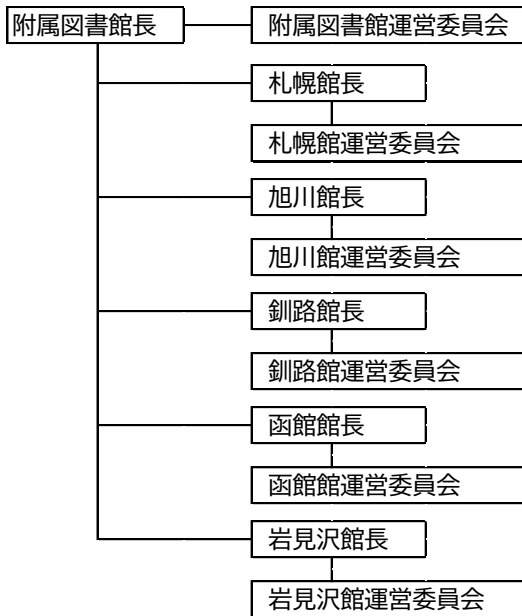 附属図書館長
附属図書館運営委員会
札幌館長
札幌館運営委員会
旭川館長
旭川館運営委員会
釧路館長
釧路館運営委員会
函館館長
函館館運営委員会
岩見沢館長
岩見沢館運営委員会